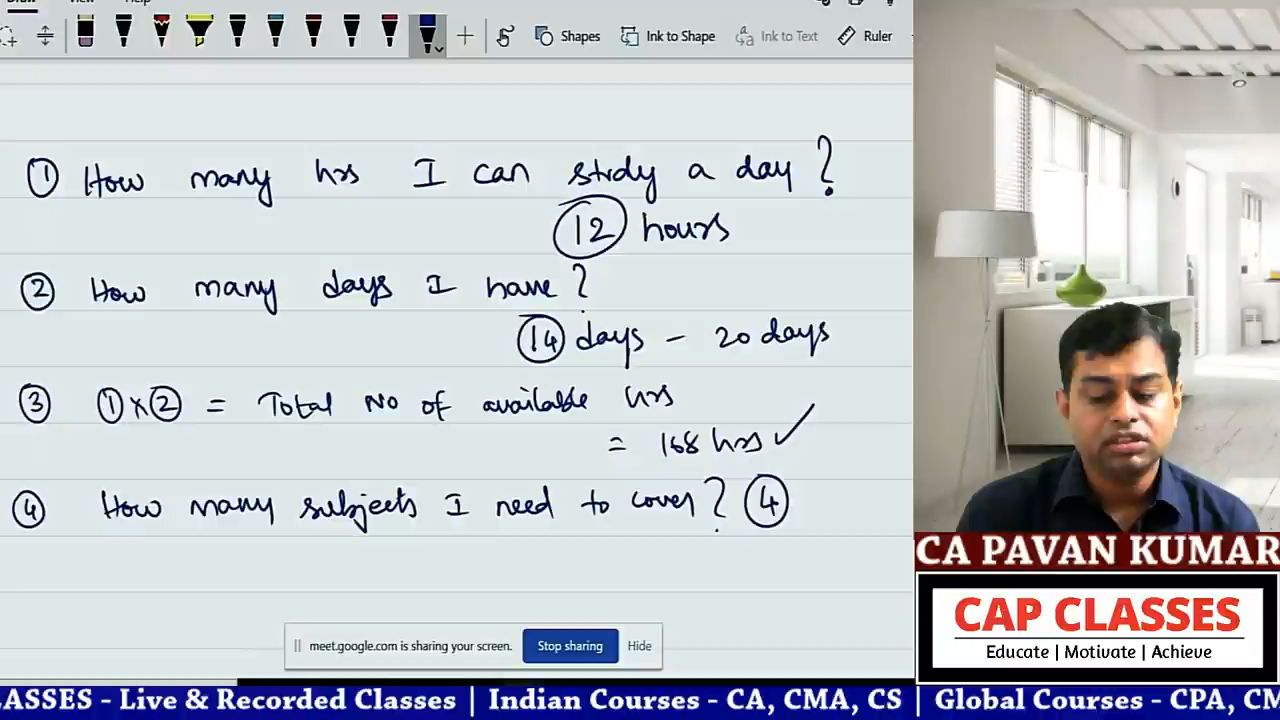 Shapes
Ink to Shape
Ink to Text
Ruler
① How many hrs I can study a day?
12 hours
② How many days I have?
14 days - 20 days
③ ① x ② = Total No of available hrs
= 168 hrs ✓
④ How many subjects I need to cover? 4
meet.google.com is sharing your screen. Stop sharing Hide
CA PAVAN KUMAR
CAP CLASSES
Educate | Motivate | Achieve
LASSES - Live & Recorded Classes | Indian Courses - CA, CMA, CS | Global Courses - CPA, CM